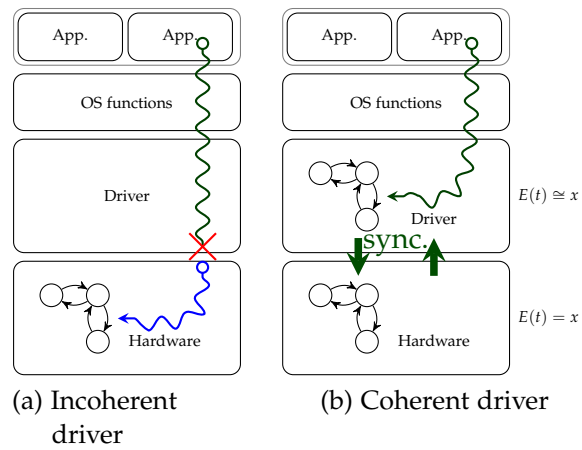 App. App. App. App.
OS functions OS functions
Driver
Driver
E(t) ≅ x
sync.
Hardware Hardware
E(t) = x
(a) Incoherent driver
(b) Coherent driver